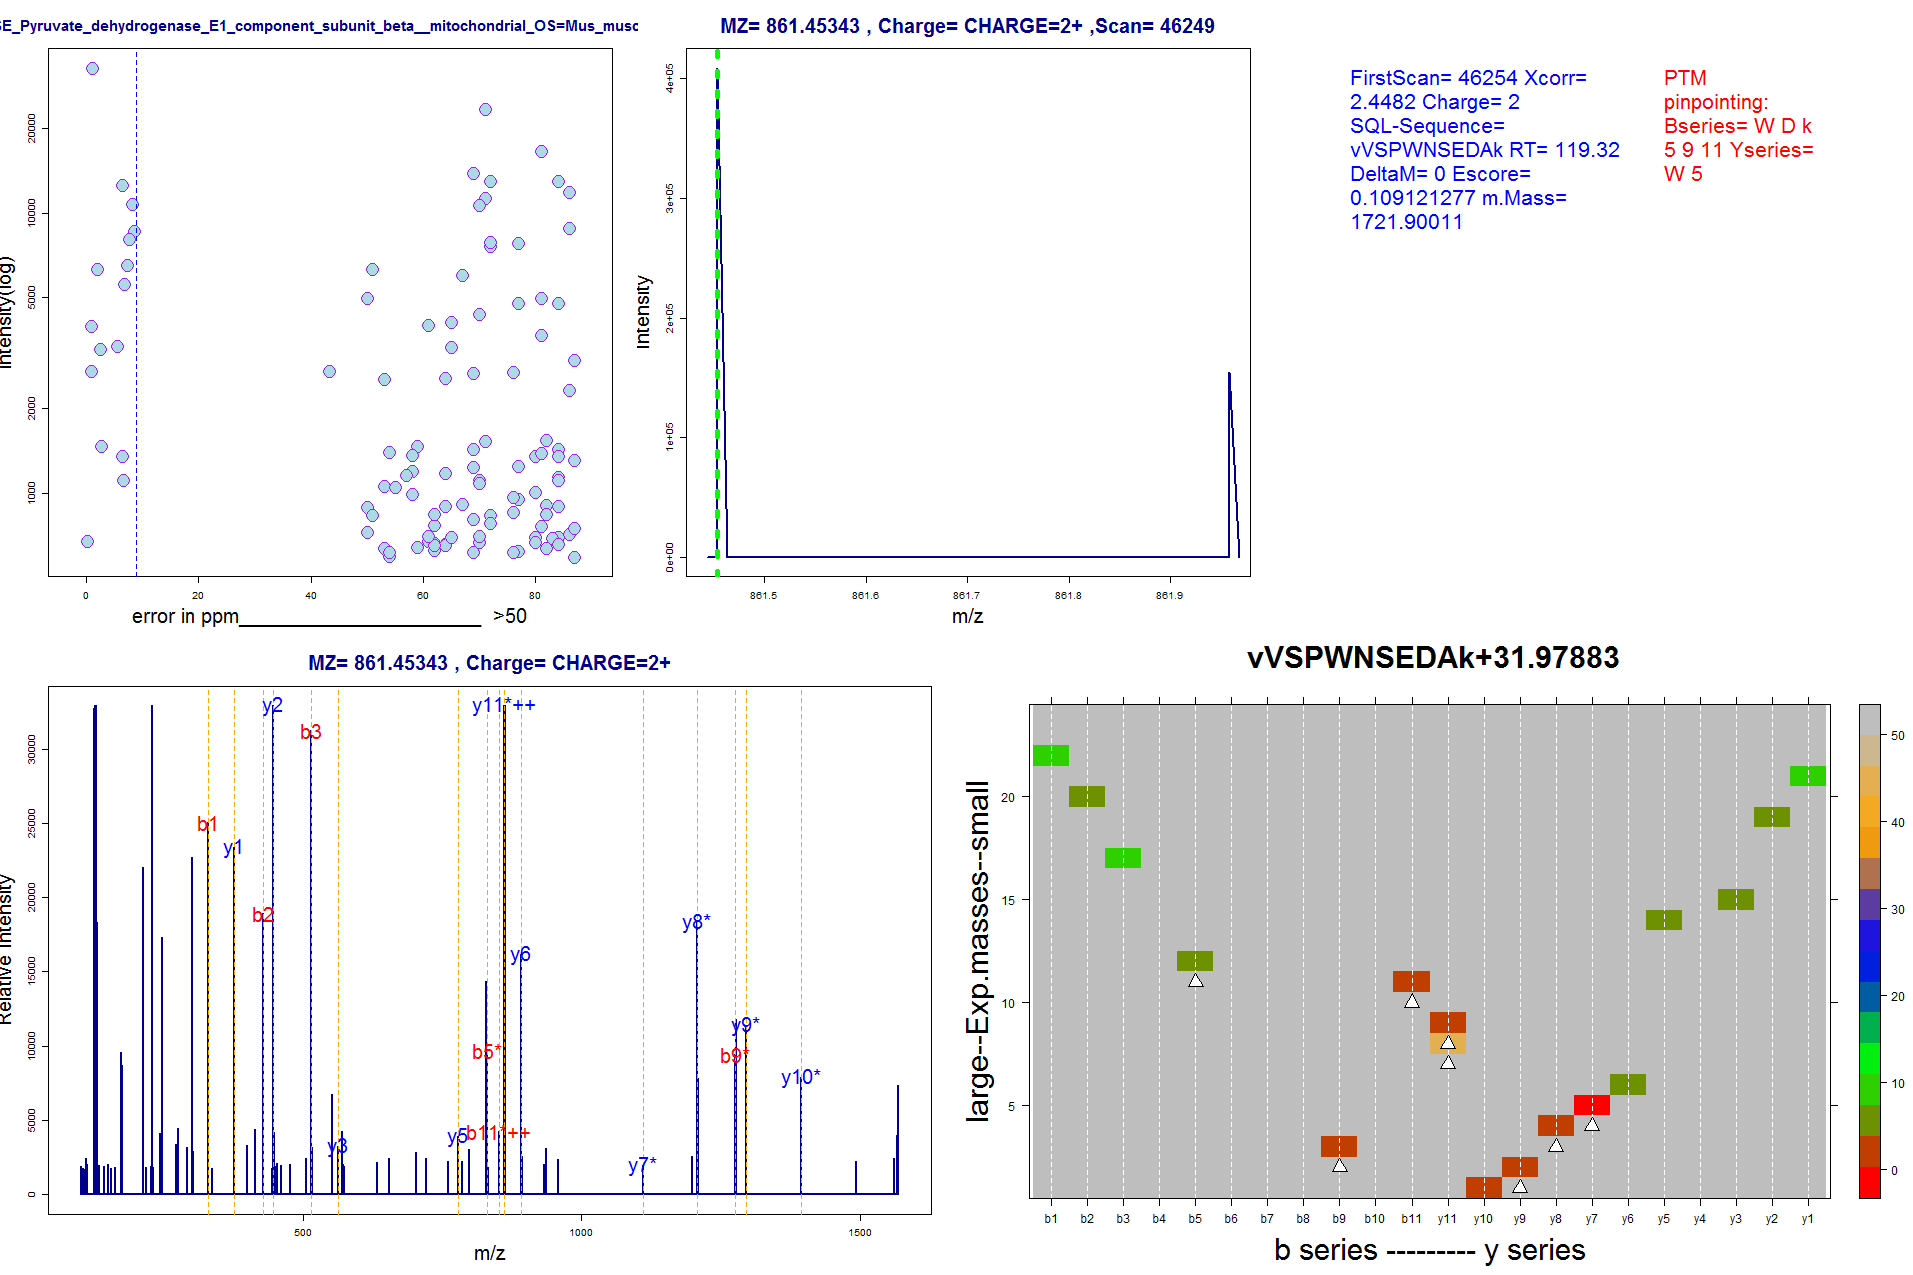 SE_Pyruvate_dehydrogenase_E1_component_subunit_beta__mitochondrial_OS=Mus_musc
Intensity(log)
1000
2000
5000
10000
20000
0
20
40
60
80
error in ppm______________________ >50
MZ= 861.45343 , Charge= CHARGE=2+ ,Scan= 46249
Intensity
0e+00
1e+05
2e+05
3e+05
4e+05
861.5
861.6
861.7
861.8
861.9
m/z
FirstScan= 46254 Xcorr=
2.4482 Charge= 2
SQL-Sequence=
vVSPWNSEDAk RT= 119.32
DeltaM= 0 Escore=
0.109121277 m.Mass=
1721.90011
PTM
pinpointing:
Bseries= W D k
5 9 11 Yseries=
W 5
MZ= 861.45343 , Charge= CHARGE=2+
Relative Intensity
0
5000
10000
15000
20000
25000
30000
b1
y1
b2
y2
b3
y3
y5
b5*
b11*++
y11*++
y6
y7*
y8*
b9*
y9*
y10*
500
1000
1500
m/z
vVSPWNSEDAk+31.97883
large--Exp.masses--small
5
10
15
20
b1
b2
b3
b4
b5
b6
b7
b8
b9
b10
b11
y11
y10
y9
y8
y7
y6
y5
y4
y3
y2
y1
b series --------- y series
0
10
20
30
40
50